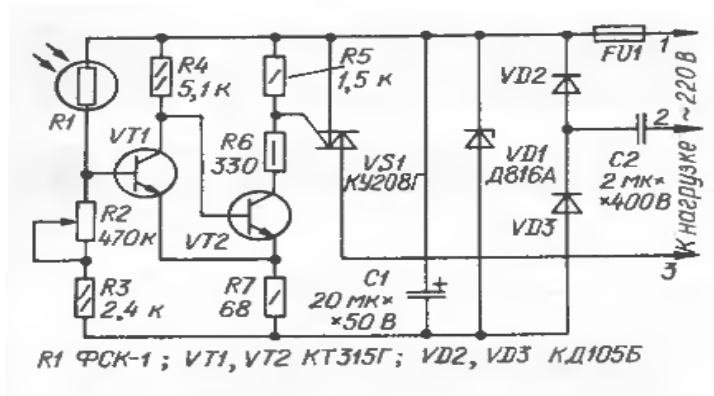 R1
R4
5,1 к
R5
1,5 к
FU1
1
К нагрузке ~220 В
VT1
R6
330
VS1
КУ208Г
VD1
Д816А
VD2
2
C2
2 мк×
×400В
R2
470к
VT2
VD3
R3
2,4 к
R7
68
C1
20 мк×
×50 В
+
3
R1 ФСК-1 ; VT1, VT2 КТ315Г; VD2, VD3 КД105Б